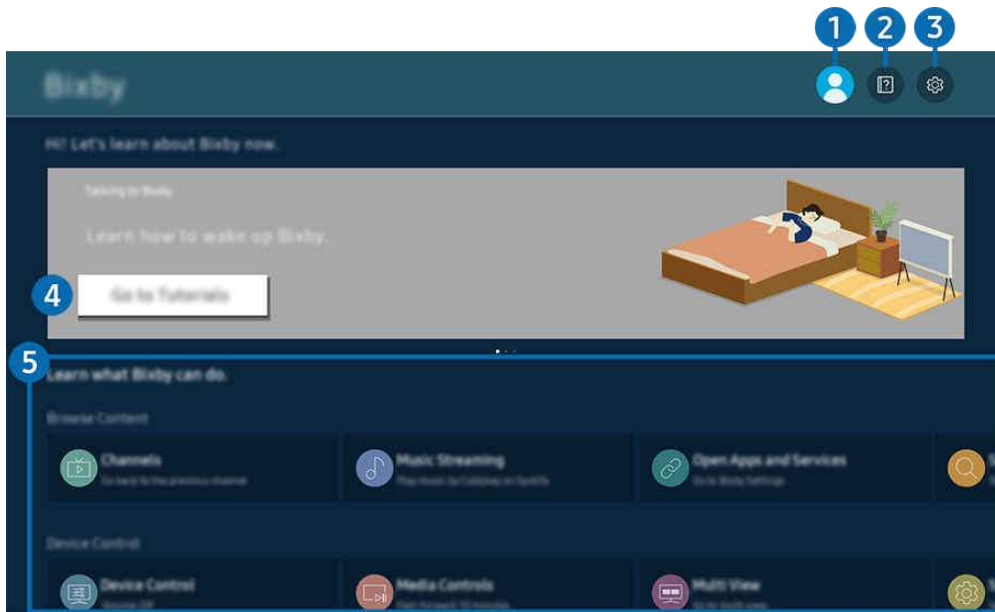 1 2 3
?
Bixby
Hi! Let's learn about Bixby now.
Talking to Bixby
Learn how to wake up Bixby.
4
Go to Tutorials
5
Learn what Bixby can do.
Browse Content
Channels
Go back to the previous channel
Music Streaming
Play music by Coldplay on Spotify
Open Apps and Services
Go to Bixby Settings
Device Control
Device Control
Volume Off
Media Controls
Fast forward 10 minutes
Multi View